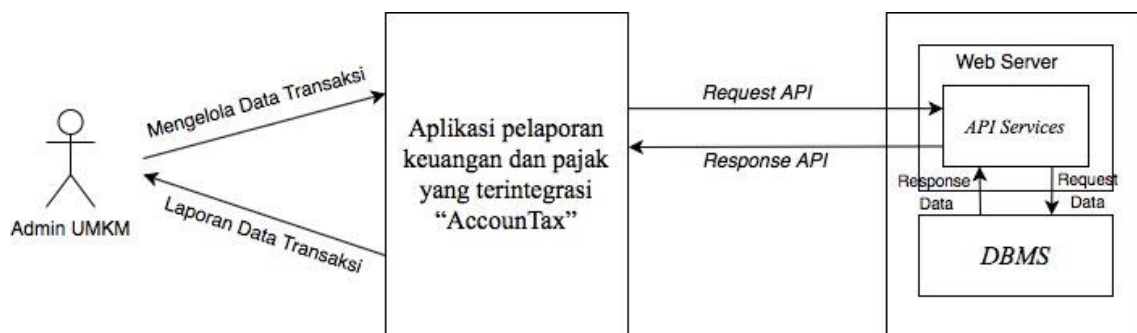 Mengelola Data Transaksi
Laporan Data Transaksi
Admin UMKM
Aplikasi pelaporan
keuangan dan pajak
yang terintegrasi
“AccounTax”
Request API
Response API
Web Server
API Services
Response
Data
Request
Data
DBMS